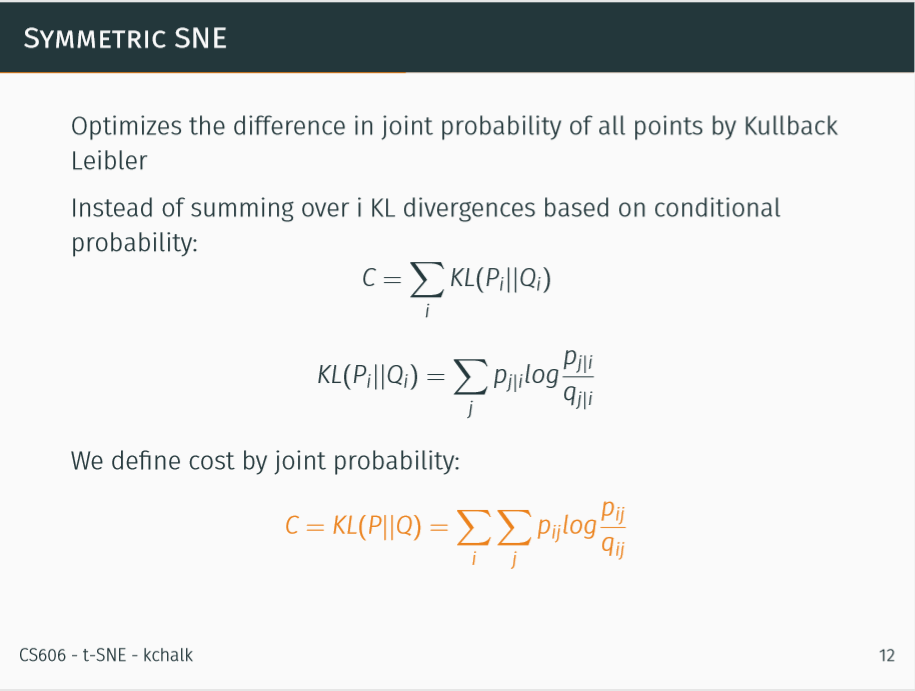 SYMMETRIC SNE
Optimizes the difference in joint probability of all points by Kullback
Leibler
Instead of summing over i KL divergences based on conditional
probability:
C = ∑_i KL(P_i||Q_i)
KL(P_i||Q_i) = ∑_j p_{j|i} log \frac{p_{j|i}}{q_{j|i}}
We define cost by joint probability:
C = KL(P||Q) = ∑_i ∑_j p_{ij} log \frac{p_{ij}}{q_{ij}}
CS606 - t-SNE - kchalk 12